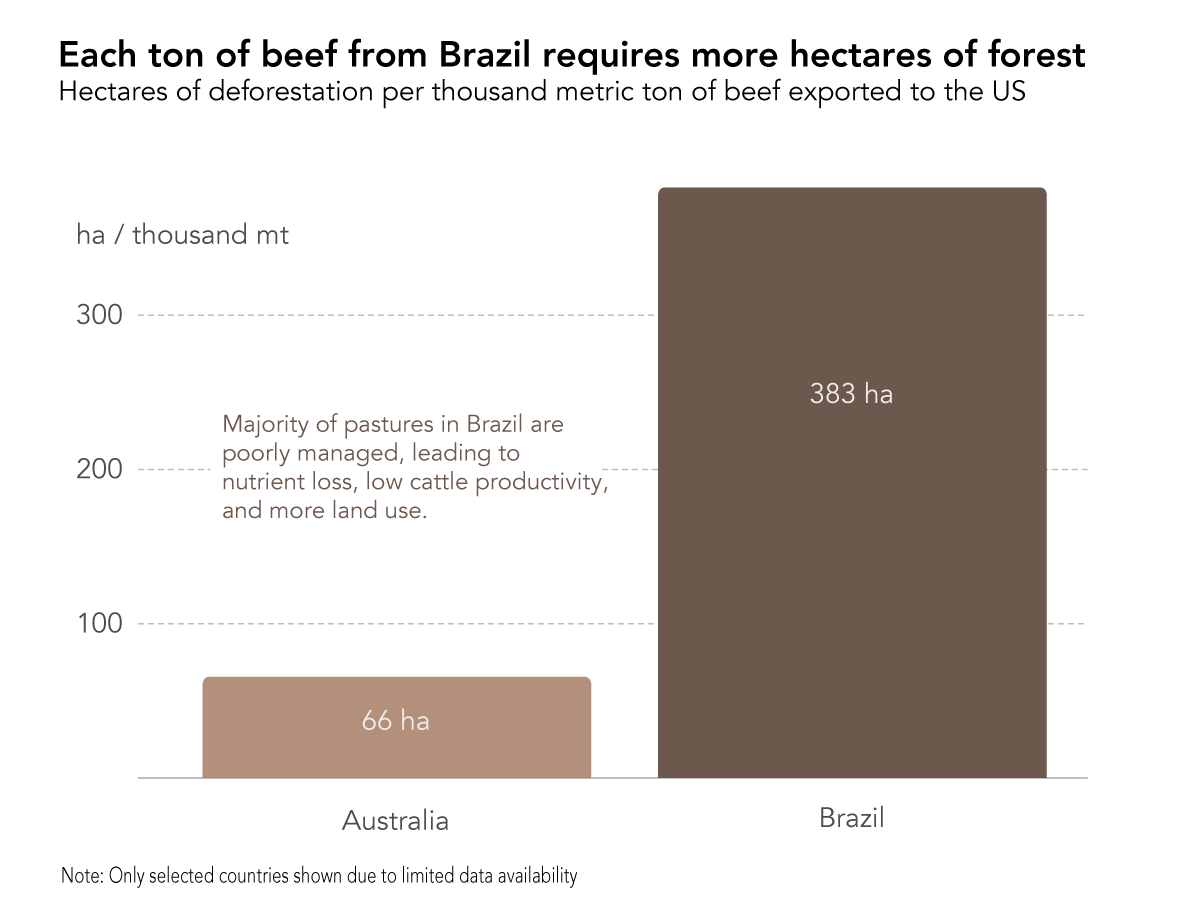 Each ton of beef from Brazil requires more hectares of forest
Hectares of deforestation per thousand metric ton of beef exported to the US
ha / thousand mt
300
383 ha
Majority of pastures in Brazil are
poorly managed, leading to
200
nutrient loss, low cattle productivity,
and more land use.
100
66 ha
Australia
Brazil
Note: Only selected countries shown due to limited data availability